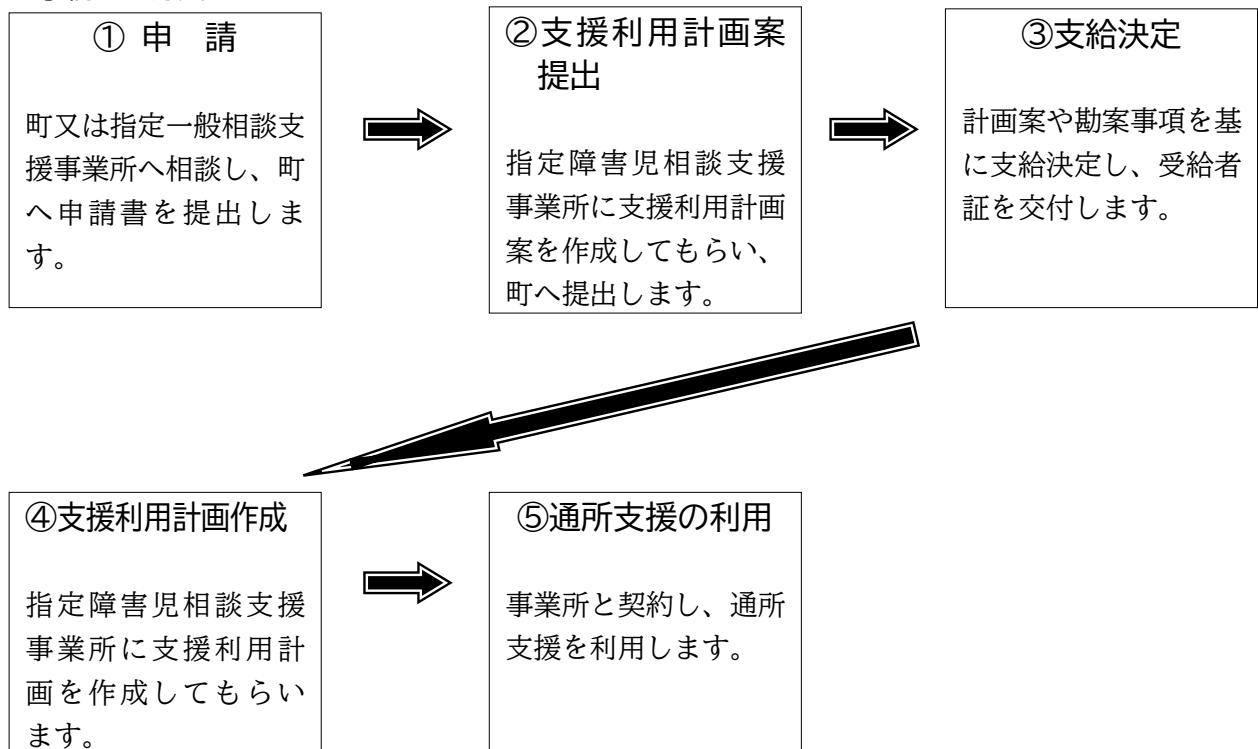 ① 申　請
町又は指定一般相談支
援事業所へ相談し、町
へ申請書を提出しま
す。
②支援利用計画案
提出
指定障害児相談支援
事業所に支援利用計画
案を作成してもらい、
町へ提出します。
③支給決定
計画案や勘案事項を基
に支給決定し、受給者
証を交付します。
④支援利用計画作成
指定障害児相談支援
事業所に支援利用計
画を作成してもらい
ます。
⑤通所支援の利用
事業所と契約し、通所
支援を利用します。